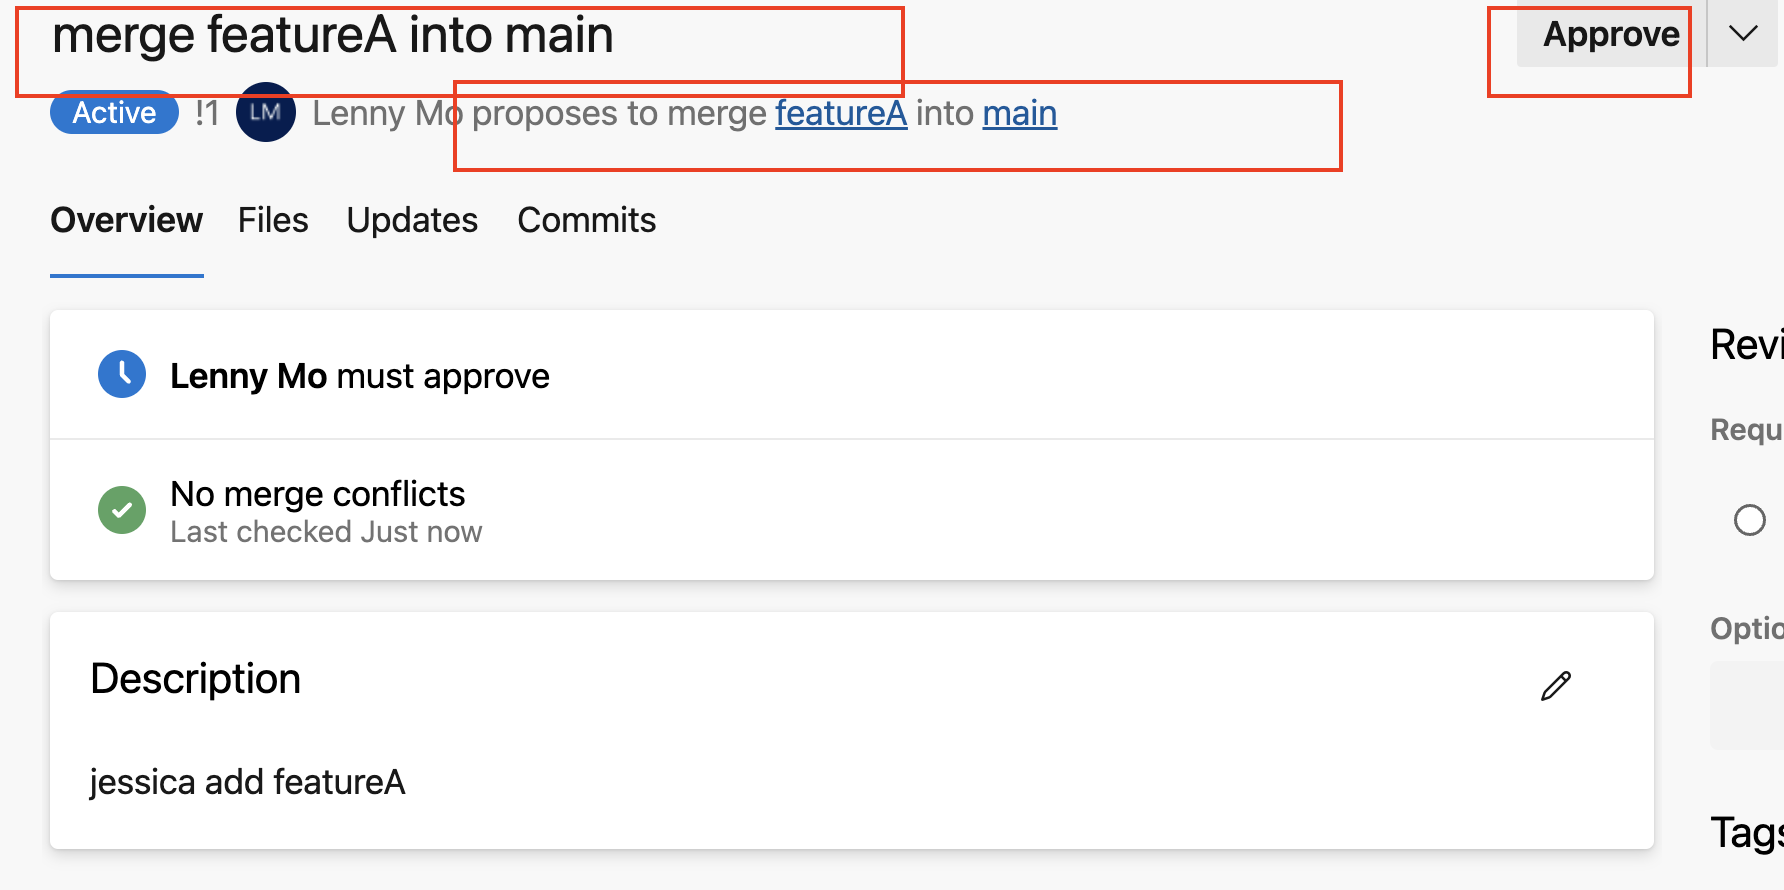 merge featureA into main
Approve
Active !1 LM Lenny Mo proposes to merge featureA into main
Overview Files Updates Commits
Lenny Mo must approve
No merge conflicts
Last checked Just now
Description
jessica add featureA
Revi
Requ
Optio
Tags